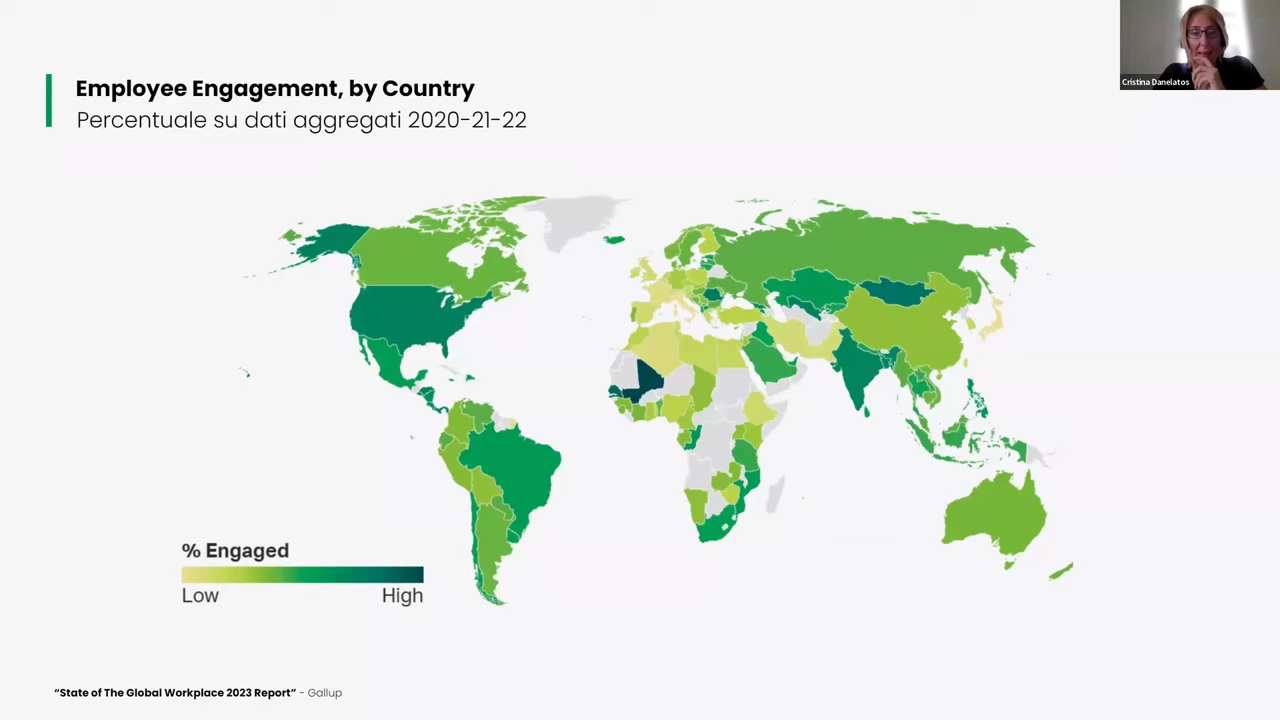 Employee Engagement, by Country
Percentuale su dati aggregati 2020-21-22
Cristina Danelatos
% Engaged
Low High
“State of The Global Workplace 2023 Report” - Gallup